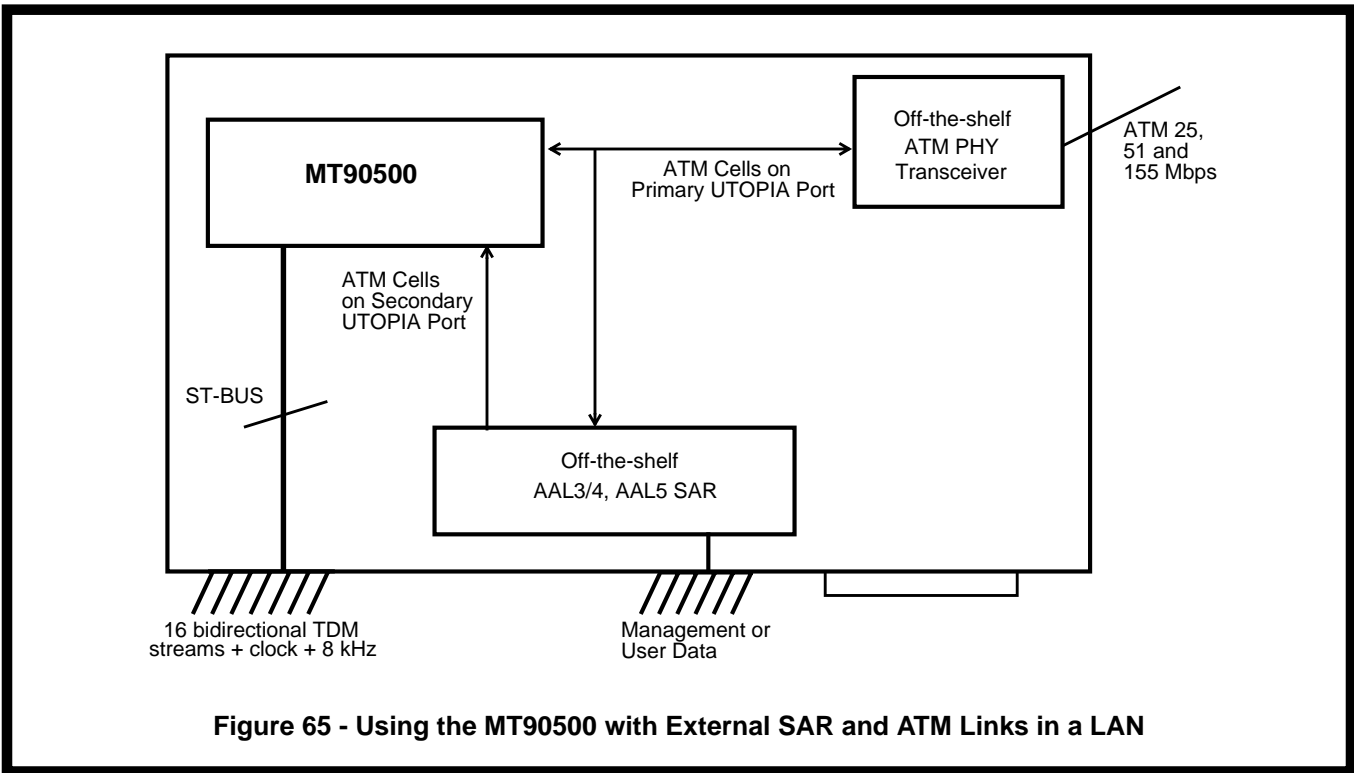 MT90500
Off-the-shelf
ATM PHY
Transceiver
ATM 25,
51 and
155 Mbps
ATM Cells on
Primary UTOPIA Port
ATM Cells
on Secondary
UTOPIA Port
ST-BUS
Off-the-shelf
AAL3/4, AAL5 SAR
16 bidirectional TDM
streams + clock + 8 kHz
Management or
User Data
Figure 65 - Using the MT90500 with External SAR and ATM Links in a LAN